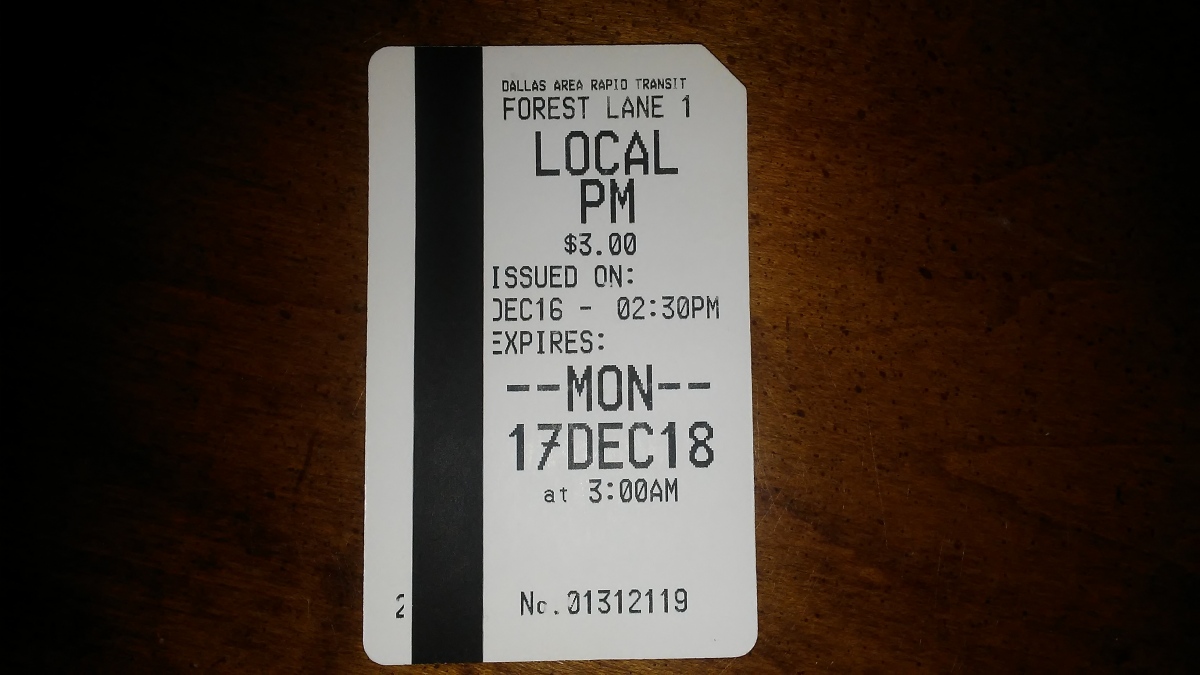 DALLAS AREA RAPID TRANSIT
FOREST LANE 1
LOCAL
PM
$3.00
ISSUED ON:
DEC16 - 02:30PM
EXPIRES:
--MON--
17DEC18
at 3:00AM
2
No.01312119